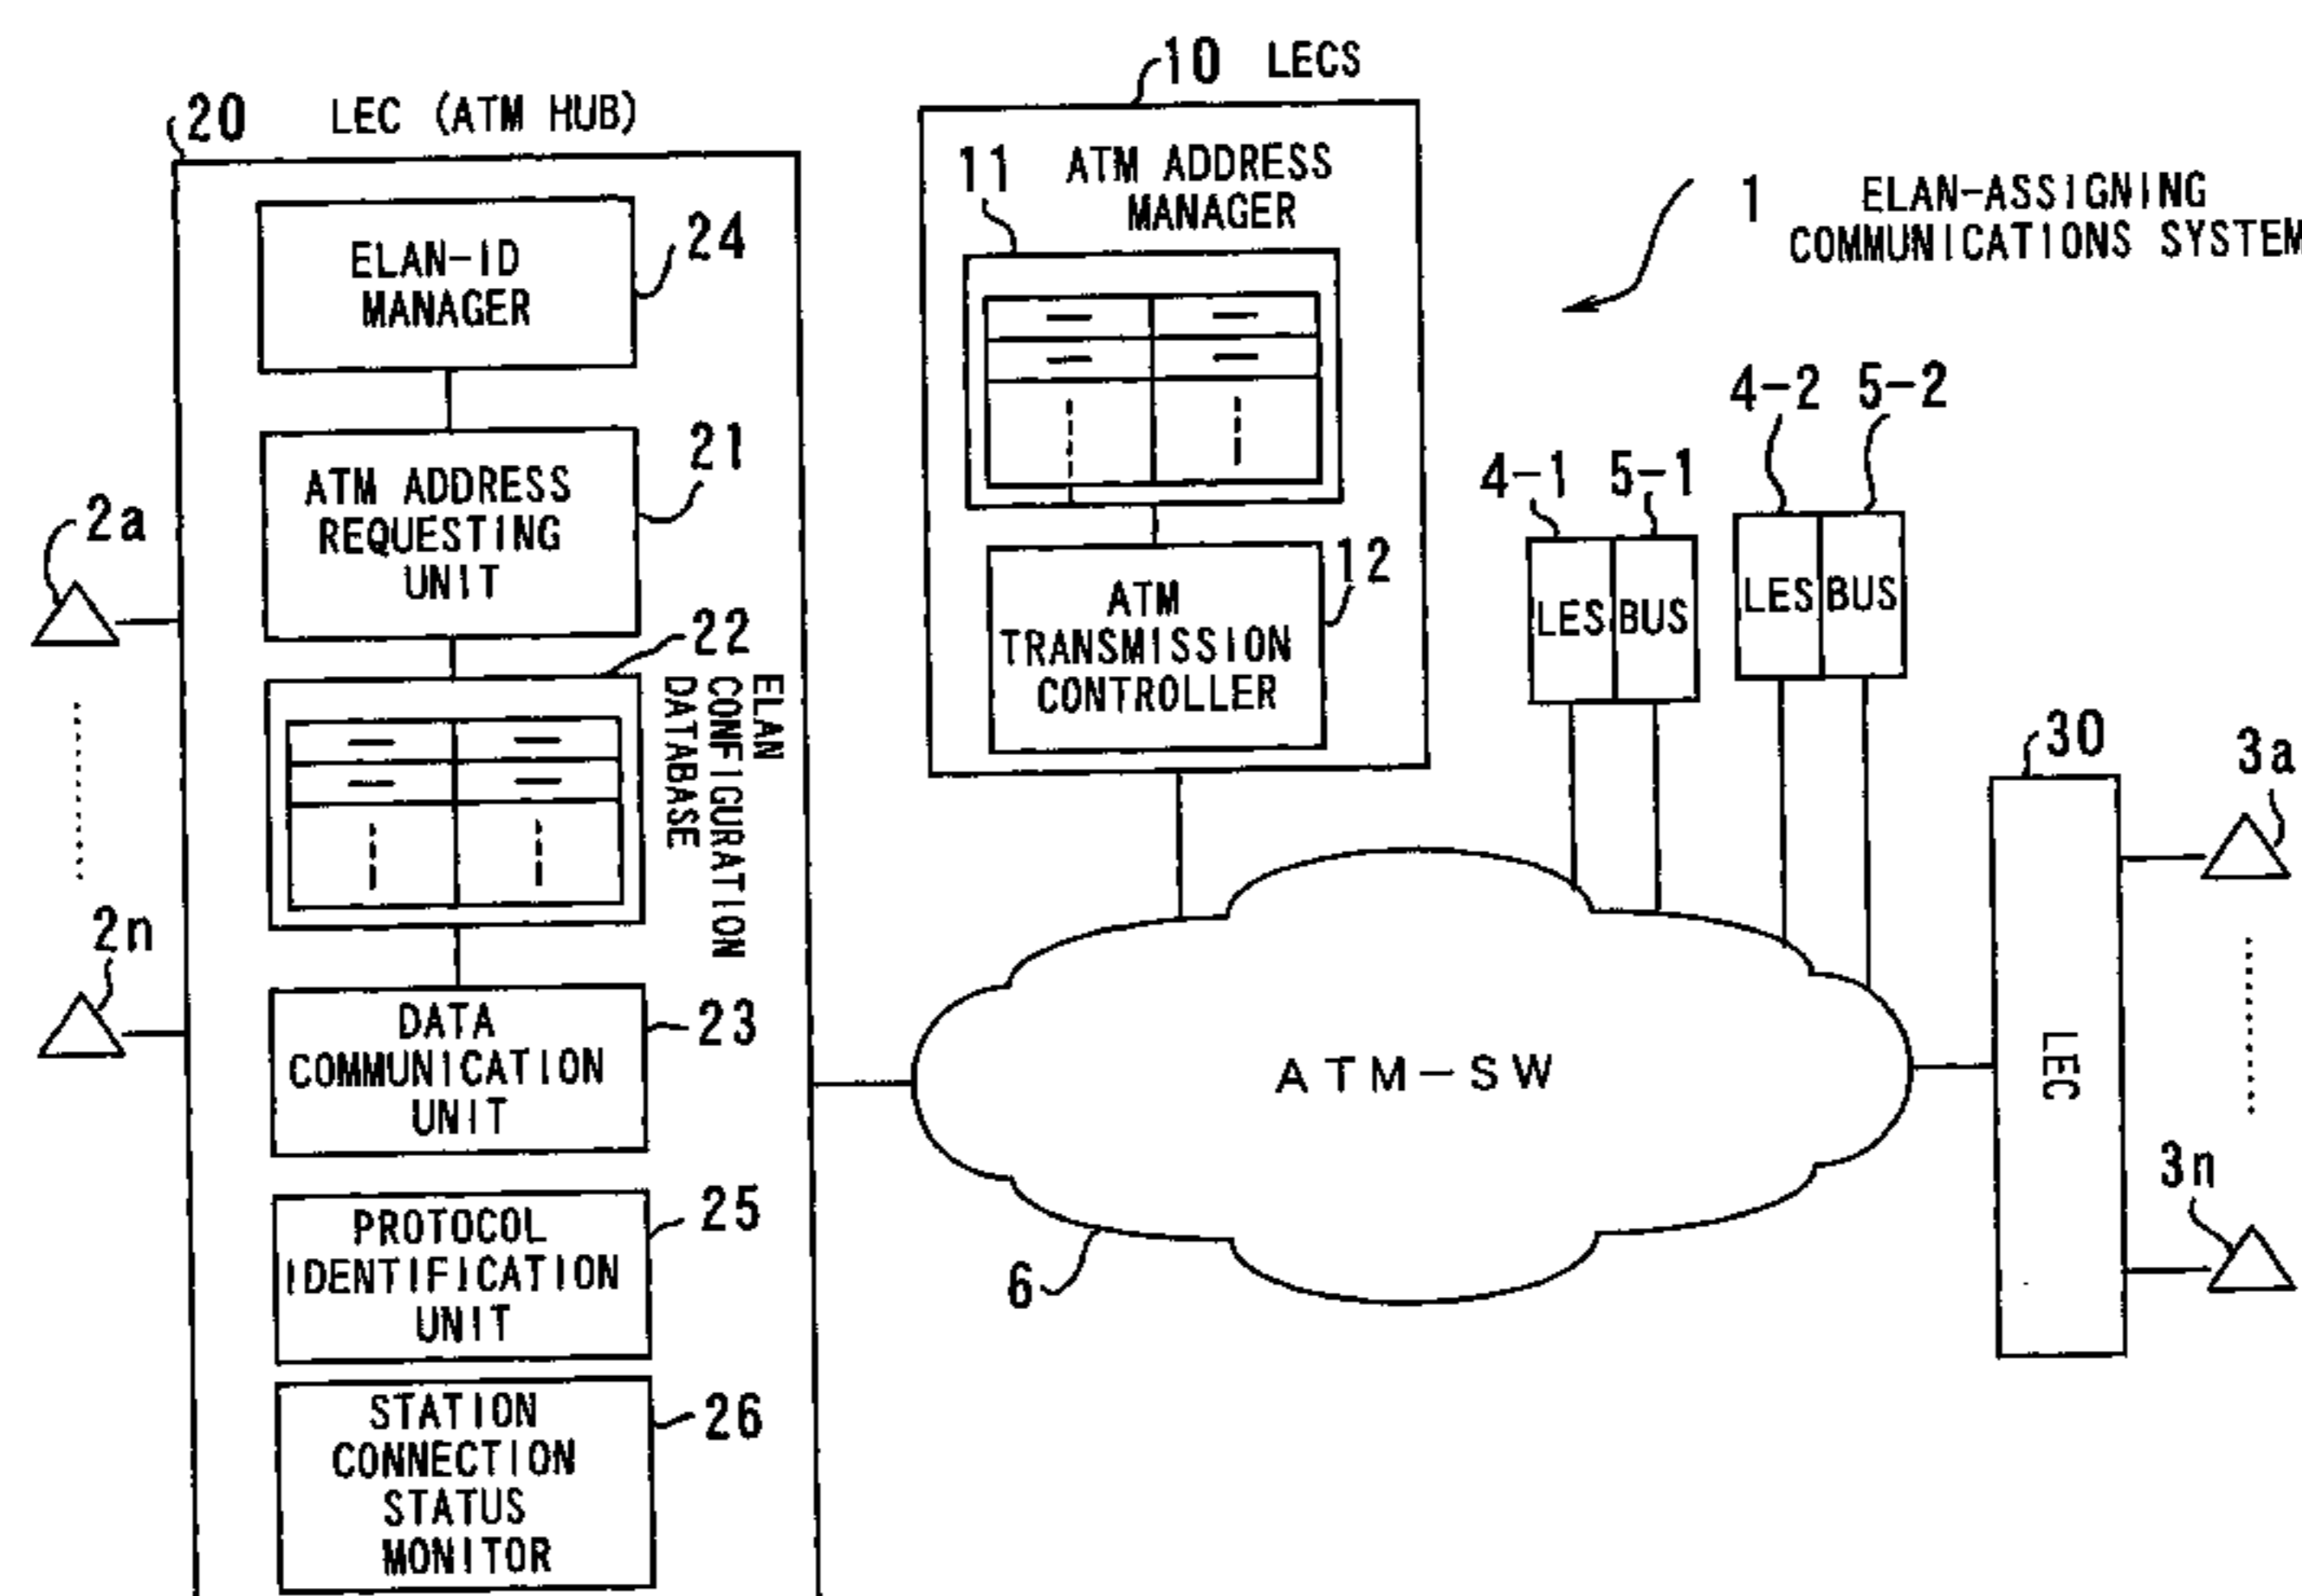 20 LEC (ATM HUB)
ELAN-ID
MANAGER
24
ATM ADDRESS
REQUESTING
UNIT
21
22
ELAN
CONFIGURATION
DATABASE
DATA
COMMUNICATION
UNIT
23
PROTOCOL
IDENTIFICATION
UNIT
25
STATION
CONNECTION
STATUS
MONITOR
26
2a
2n
10 LECS
11
ATM ADDRESS
MANAGER
ATM
TRANSMISSION
CONTROLLER
12
1 ELAN-ASSIGNING
COMMUNICATIONS SYSTEM
4-1 5-1
LES BUS
4-2 5-2
LES BUS
ATM-SW
6
30
LEC
3a
3n